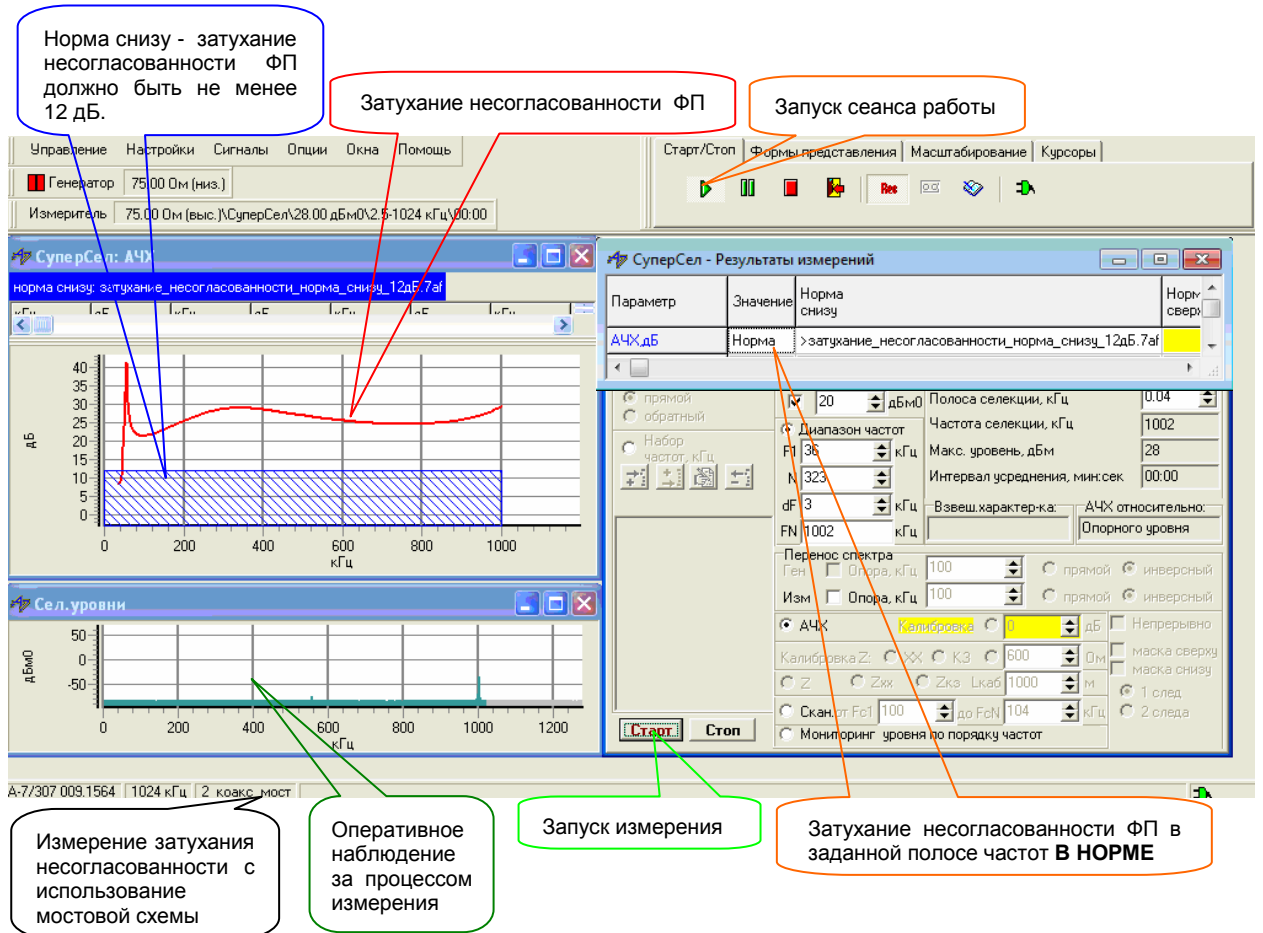 Норма снизу - затухание
несогласованности ФП
должно быть не менее
12 дБ.
Затухание несогласованности ФП
Запуск сеанса работы
Управление Настройки Сигналы Опции Окна Помощь
Генератор 75.00 Ом (низ.)
Измеритель 75.00 Ом (выс.)\СуперСел\28.00 дБм0\2.5-1024 кГц\00:00
Старт/Стоп Формы представления Масштабирование Курсоры
Rec
СуперСел: АЧХ
норма снизу: затухание_несогласованности_норма_снизу_12дБ.7af
кГц дБ кГц дБ кГц дБ кГц
40
35
30
25
20
15
10
5
0
дБ
0 200 400 600 800 1000
кГц
СуперСел - Результаты измерений
Параметр Значение Норма снизу Норм сверх
АЧХ,дБ Норма >затухание_несогласованности_норма_снизу_12дБ.7af
прямой
обратный
Набор
частот, кГц
20 дБм0
Диапазон частот
F1 36 кГц
N 323
dF 3 кГц
FN 1002 кГц
Полоса селекции, кГц 0.04
Частота селекции, кГц 1002
Макс. уровень, дБм 28
Интервал усреднения, мин:сек 00:00
Взвеш.характер-ка: АЧХ относительно:
Опорного уровня
Перенос спектра
Ген Опора, кГц 100 прямой инверсный
Изм Опора, кГц 100 прямой инверсный
АЧХ Калибровка 0 дБ Непрерывно
Калибровка Z: XX КЗ 600 Ом маска сверху
маска снизу
Z Zхх Zкз Lкаб 1000 м
1 след
Скан.от Fc1 100 до FcN 104 кГц 2 следа
Мониторинг уровня по порядку частот
Старт Стоп
Сел.уровни
50
0
-50
дБм0
0 200 400 600 800 1000 1200
кГц
А-7/307 009.1564 1024 кГц 2 коакс_мост
Измерение затухания
несогласованности с
использование
мостовой схемы
Оперативное
наблюдение
за процессом
измерения
Запуск измерения
Затухание несогласованности ФП в
заданной полосе частот В НОРМЕ